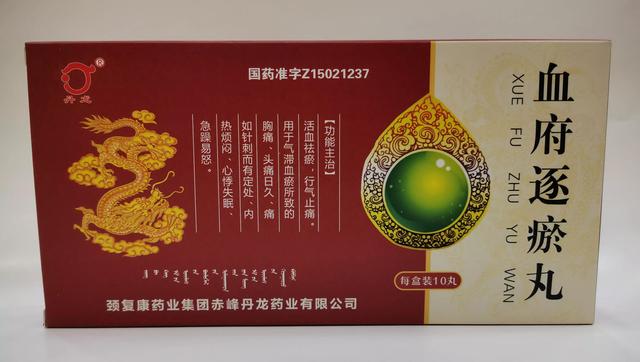 ®
丹龙
国药准字Z15021237
【功能主治】
活血祛瘀，行气止痛。
用于气滞血瘀所致的
胸痛、头痛日久、痛
如针刺而有定处、内
热烦闷、心悸失眠、
急躁易怒。
颈复康药业集团赤峰丹龙药业有限公司
每盒装10丸
血府逐瘀丸
XUE FU ZHU YU WAN